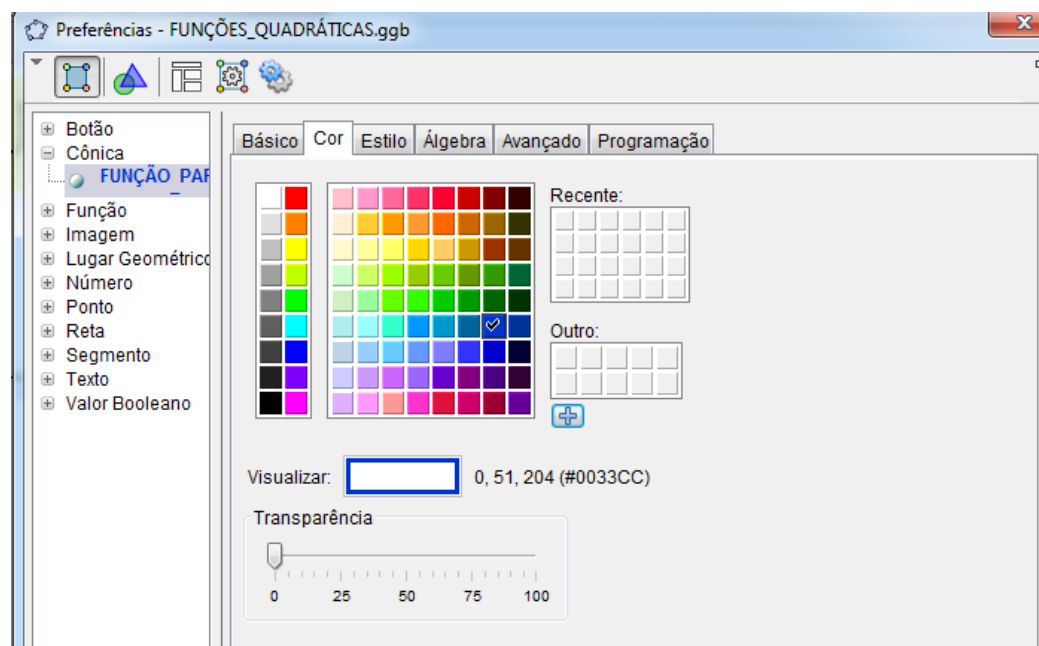 Preferências - FUNÇÕES_QUADRÁTICAS.ggb
Botão
Cônica
FUNÇÃO_PAR
Função
Imagem
Lugar Geométrico
Número
Ponto
Reta
Segmento
Texto
Valor Booleano
Básico Cor Estilo Álgebra Avançado Programação
Recente:
Outro:
Visualizar: 0, 51, 204 (#0033CC)
Transparência
0 25 50 75 100